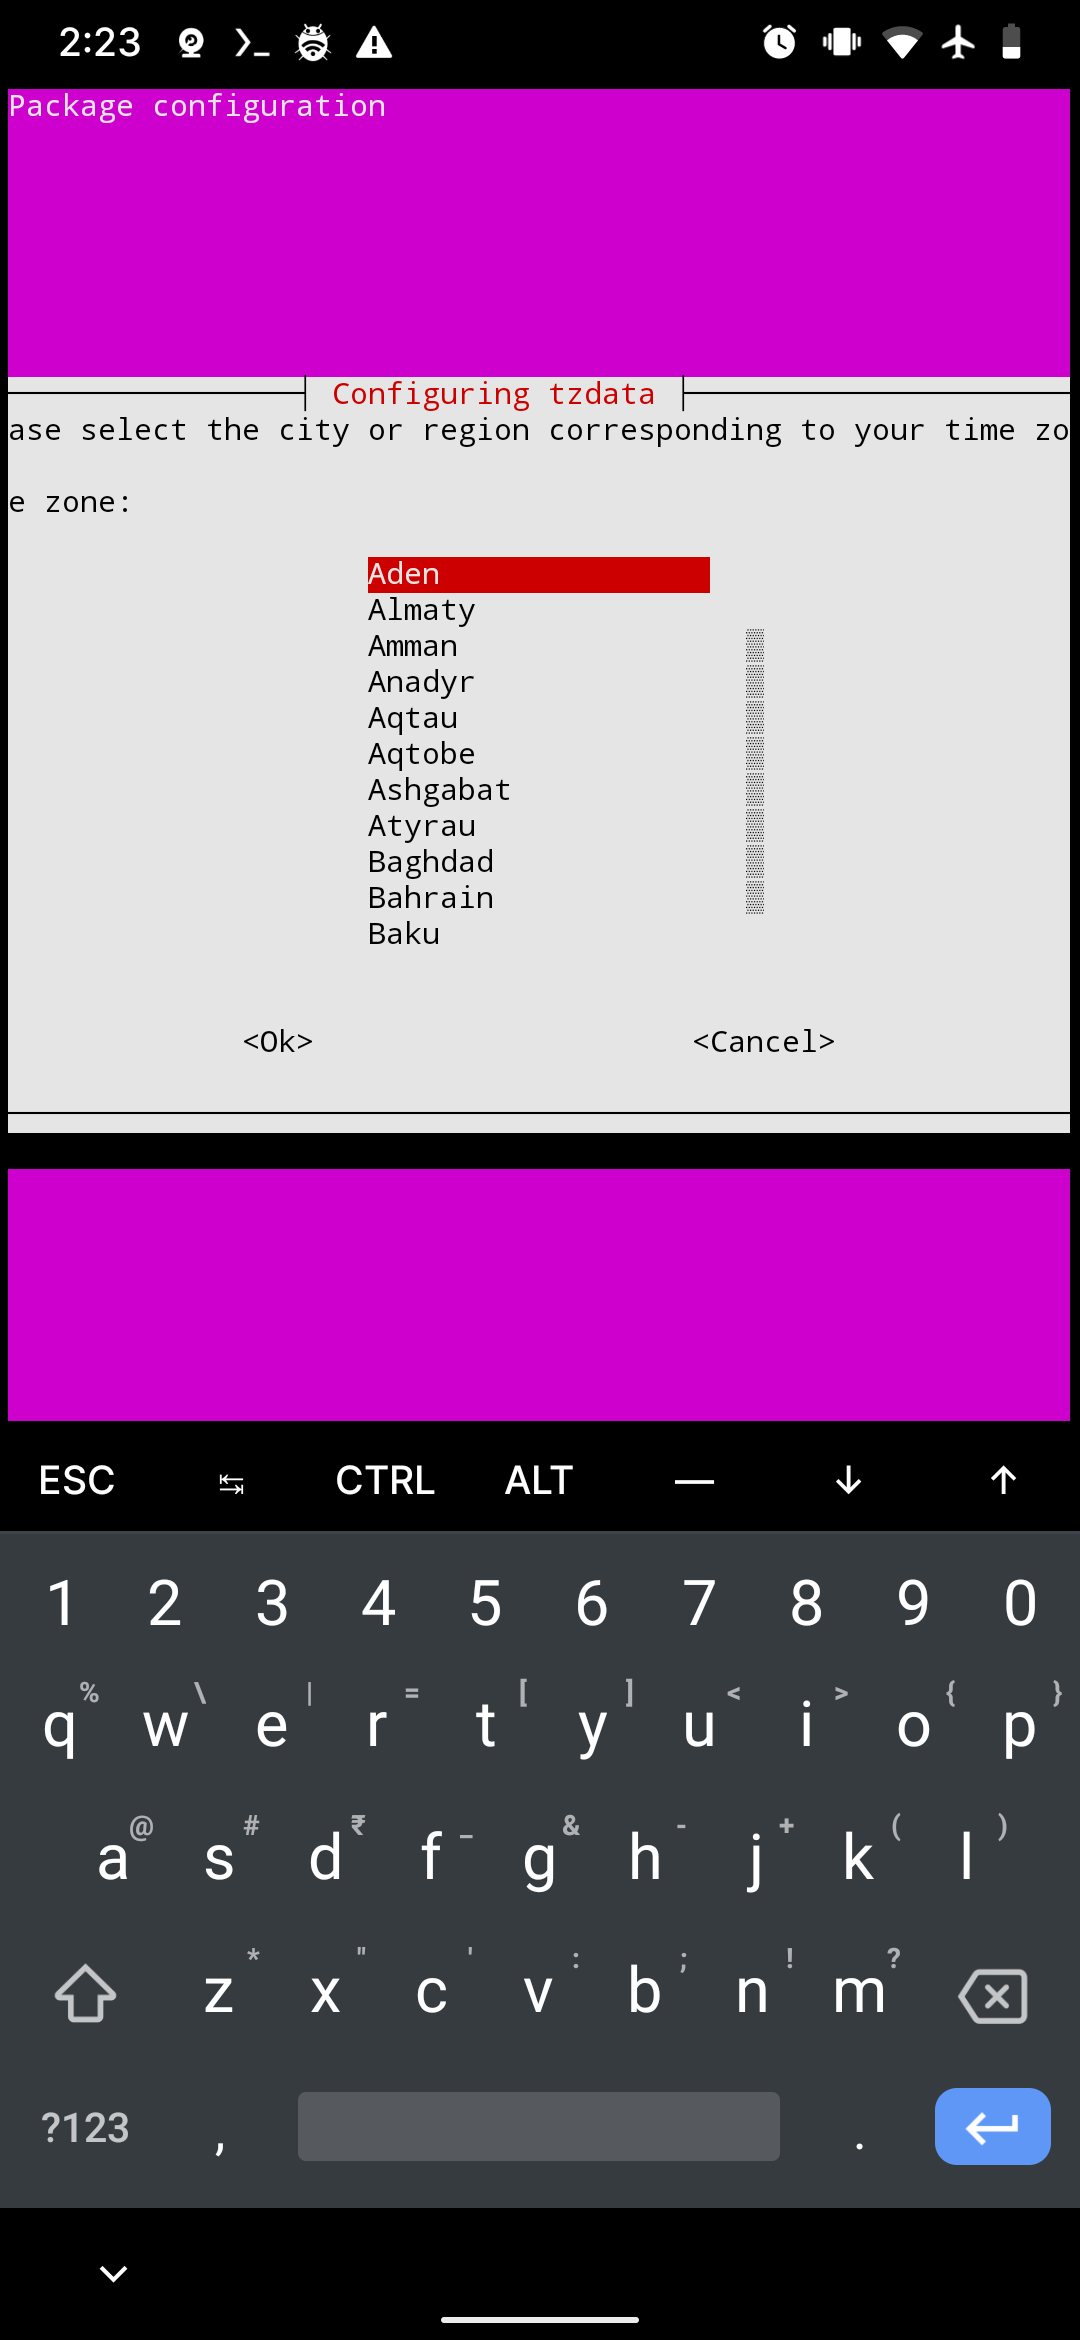 2:23
Package configuration
Configuring tzdata
ase select the city or region corresponding to your time zo
e zone:
Aden
Almaty
Amman
Anadyr
Aqtau
Aqtobe
Ashgabat
Atyrau
Baghdad
Bahrain
Baku
<Ok> <Cancel>
ESC CTRL ALT — ↓ ↑
1 2 3 4 5 6 7 8 9 0
% \ | = [ ] < > { }
q w e r t y u i o p
@ # ₹ _ & - + ( )
a s d f g h j k l
* " ' : ; ! ?
z x c v b n m
?123 , .